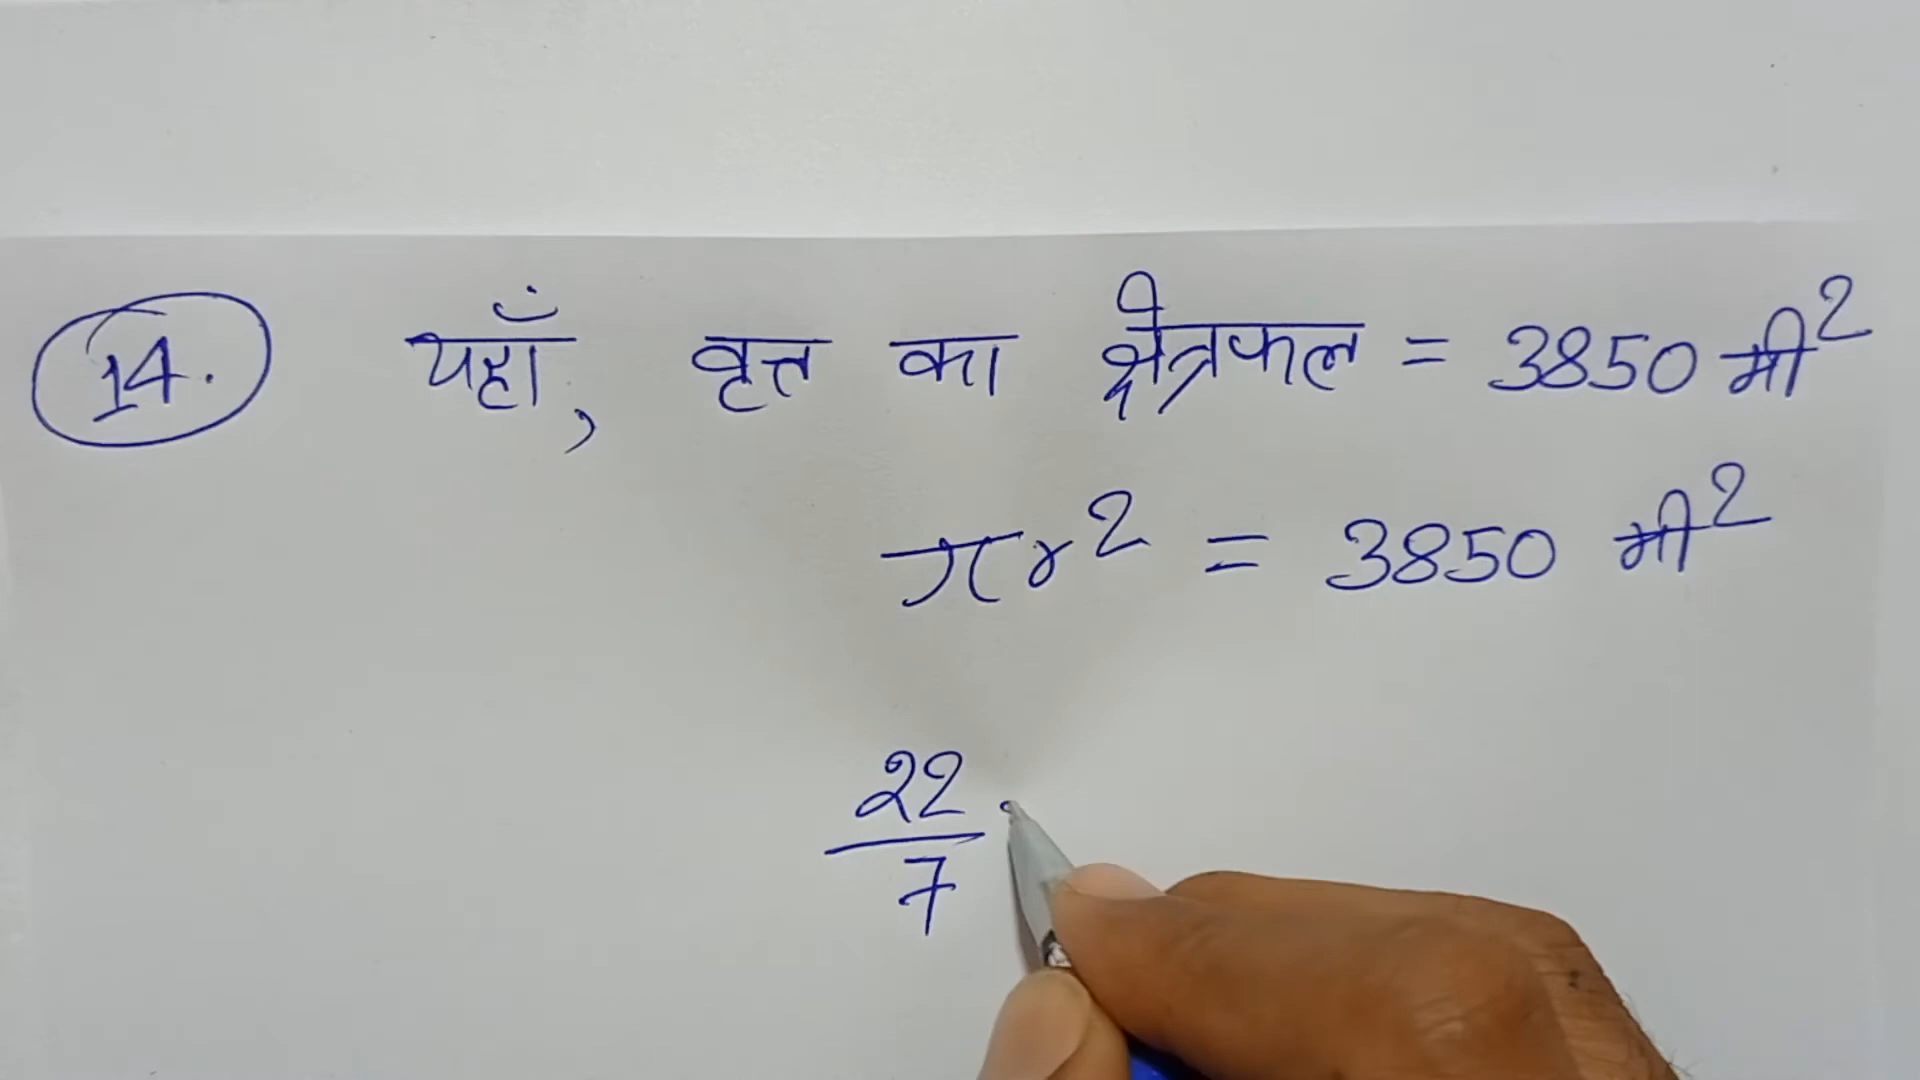 14. यहाँ, वृत्त का क्षेत्रफल = 3850 मी²
πr² = 3850 मी²
22/7